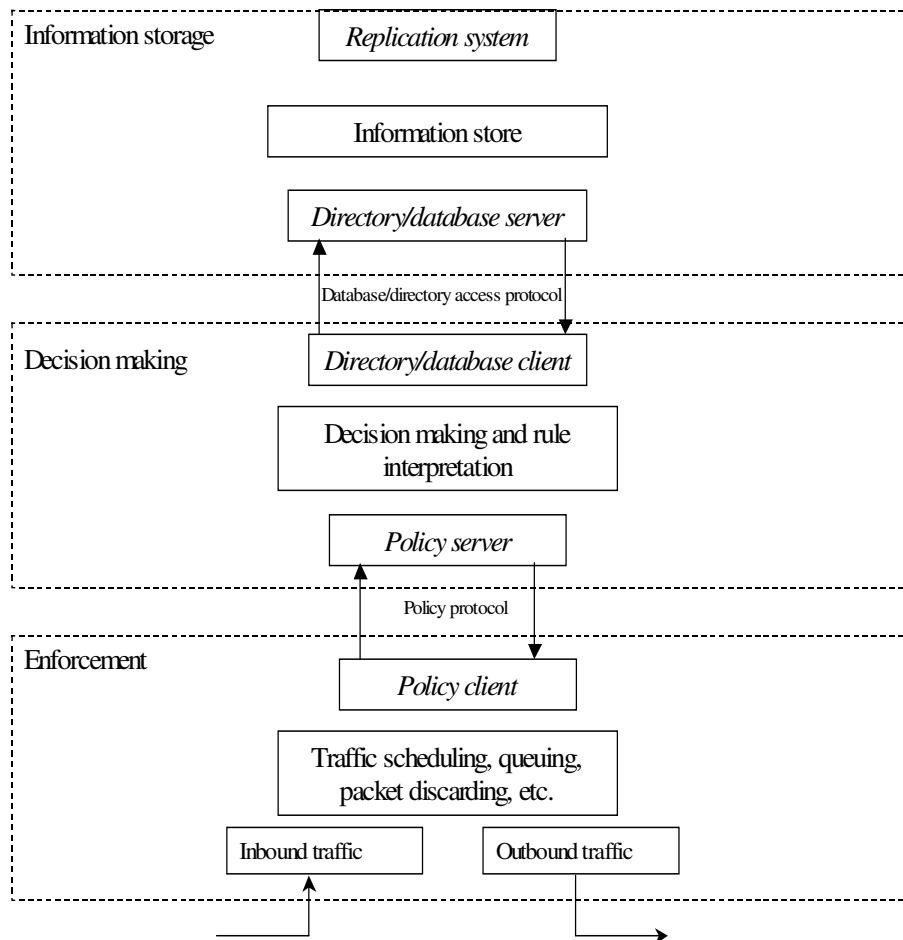 Information storage
Replication system
Information store
Directory/database server
Database/directory access protocol
Decision making
Directory/database client
Decision making and rule
interpretation
Policy server
Policy protocol
Enforcement
Policy client
Traffic scheduling, queuing,
packet discarding, etc.
Inbound traffic
Outbound traffic